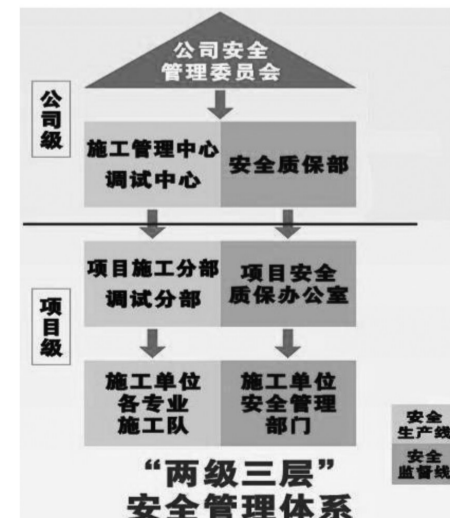 公司安全
管理委员会
公司级
施工管理中心
调试中心
安全质保部
项目级
项目施工分部
调试分部
项目安全
质保办公室
施工单位
各专业
施工队
施工单位
安全管理
部门
安全
生产线
安全
监督线
“两级三层”
安全管理体系